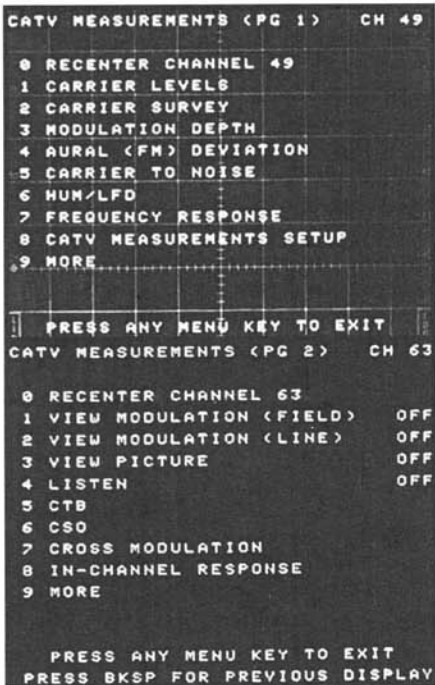 CATV MEASUREMENTS (PG 1) CH 49
0 RECENTER CHANNEL 49
1 CARRIER LEVELS
2 CARRIER SURVEY
3 MODULATION DEPTH
4 AURAL (FM) DEVIATION
5 CARRIER TO NOISE
6 HUM/LFD
7 FREQUENCY RESPONSE
8 CATV MEASUREMENTS SETUP
9 MORE
PRESS ANY MENU KEY TO EXIT
CATV MEASUREMENTS (PG 2) CH 63
0 RECENTER CHANNEL 63
1 VIEW MODULATION (FIELD) OFF
2 VIEW MODULATION (LINE) OFF
3 VIEW PICTURE OFF
4 LISTEN OFF
5 CTB
6 CSO
7 CROSS MODULATION
8 IN-CHANNEL RESPONSE
9 MORE
PRESS ANY MENU KEY TO EXIT
PRESS BKSP FOR PREVIOUS DISPLAY